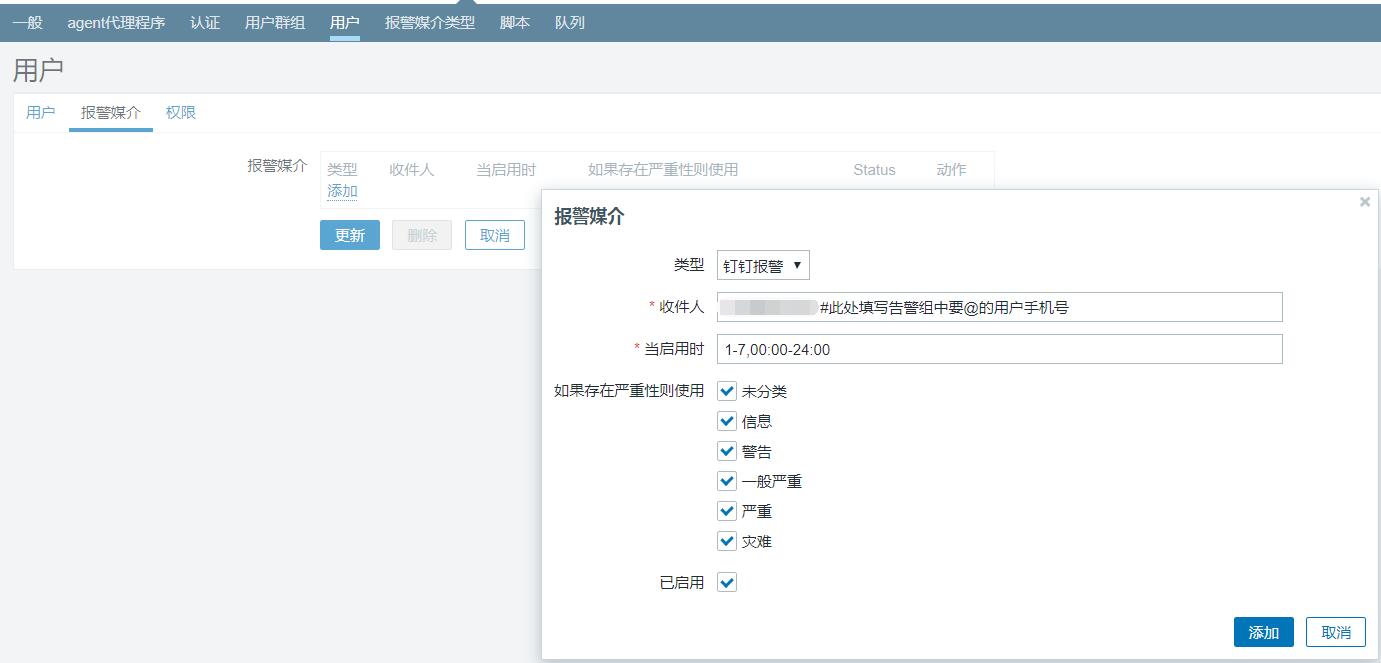 一般 agent代理程序 认证 用户群组 用户 报警媒介类型 脚本 队列
用户
用户 报警媒介 权限
报警媒介 类型 收件人 当启用时 如果存在严重性则使用 Status 动作
添加
更新 删除 取消
报警媒介
类型 钉钉报警
* 收件人 #此处填写告警组中要@的用户手机号
* 当启用时 1-7,00:00-24:00
如果存在严重性则使用 未分类
信息
警告
一般严重
严重
灾难
已启用
添加 取消